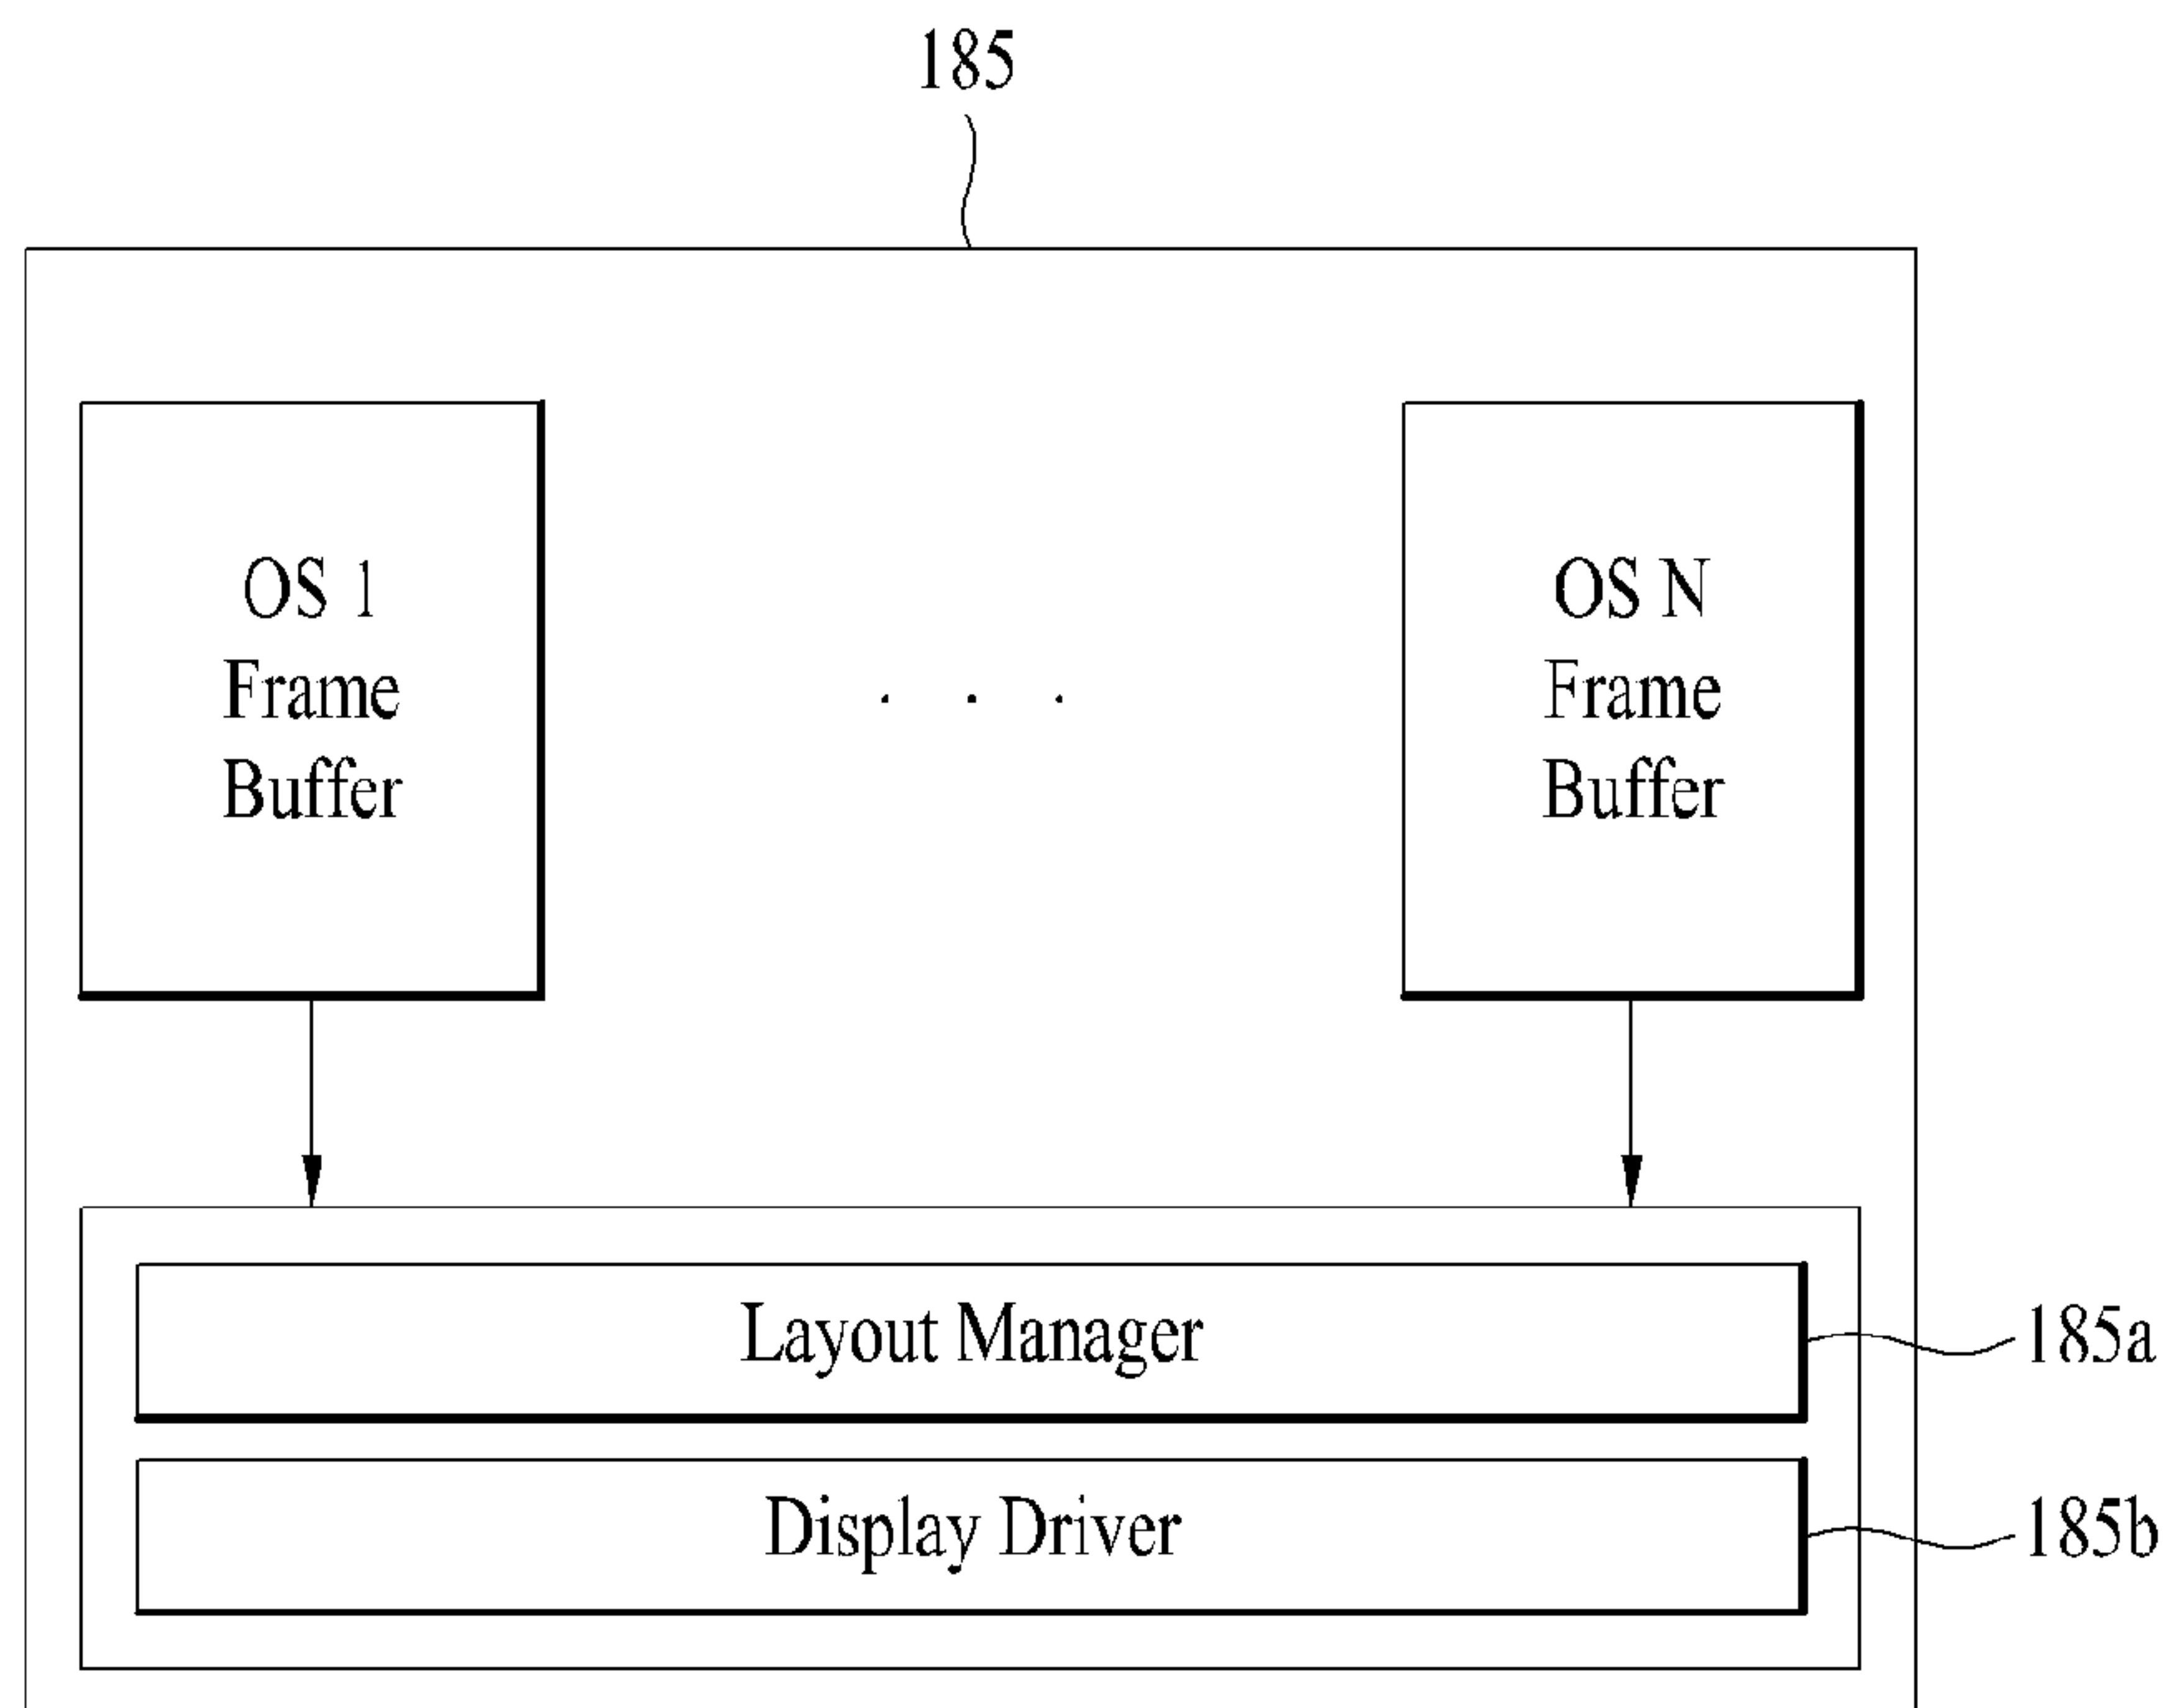 185
OS 1
Frame
Buffer
. . .
OS N
Frame
Buffer
Layout Manager
185a
Display Driver
185b